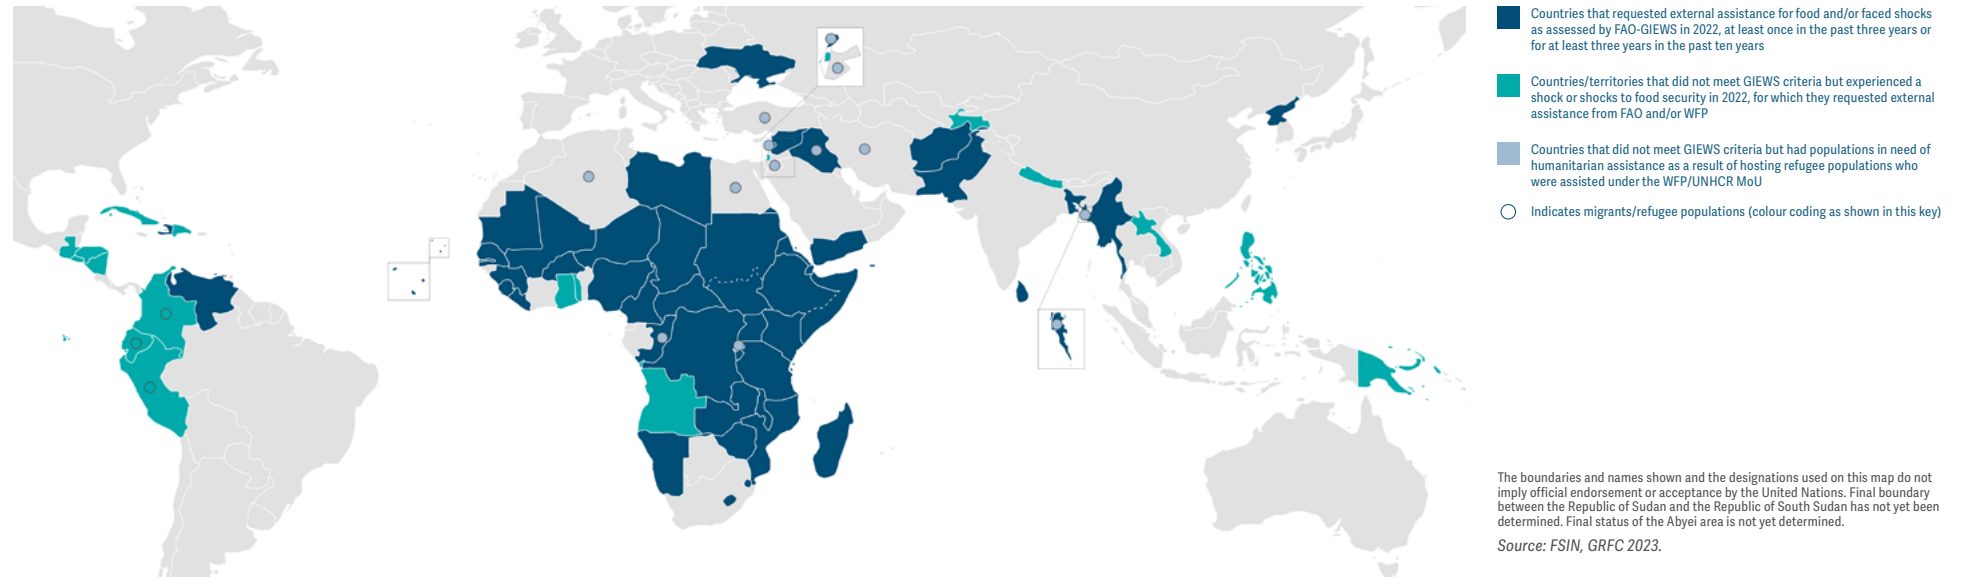 Countries that requested external assistance for food and/or faced shocks
as assessed by FAO-GIEWS in 2022, at least once in the past three years or
for at least three years in the past ten years
Countries/territories that did not meet GIEWS criteria but experienced a
shock or shocks to food security in 2022, for which they requested external
assistance from FAO and/or WFP
Countries that did not meet GIEWS criteria but had populations in need of
humanitarian assistance as a result of hosting refugee populations who
were assisted under the WFP/UNHCR MoU
Indicates migrants/refugee populations (colour coding as shown in this key)
The boundaries and names shown and the designations used on this map do not
imply official endorsement or acceptance by the United Nations. Final boundary
between the Republic of Sudan and the Republic of South Sudan has not yet been
determined. Final status of the Abyei area is not yet determined.
Source: FSIN, GRFC 2023.